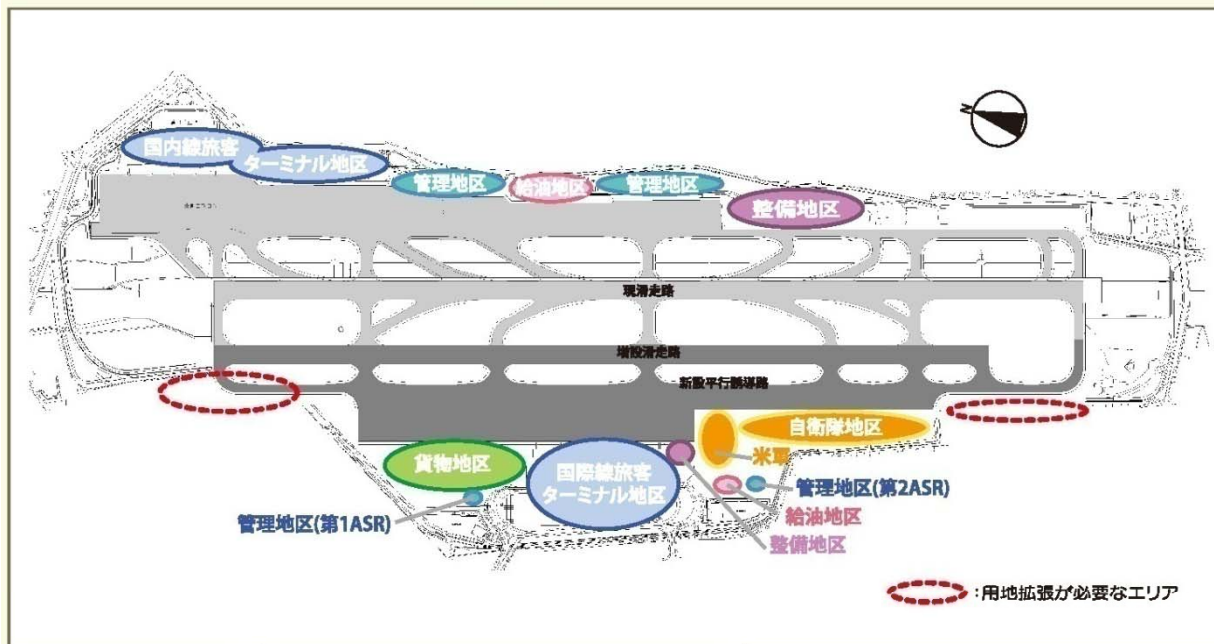 N
国内線旅客
ターミナル地区
管理地区
給油地区
管理地区
整備地区
現滑走路
増設滑走路
新設平行誘導路
自衛隊地区
米軍
貨物地区
国際線旅客
ターミナル地区
管理地区(第2ASR)
管理地区(第1ASR)
給油地区
整備地区
:用地拡張が必要なエリア